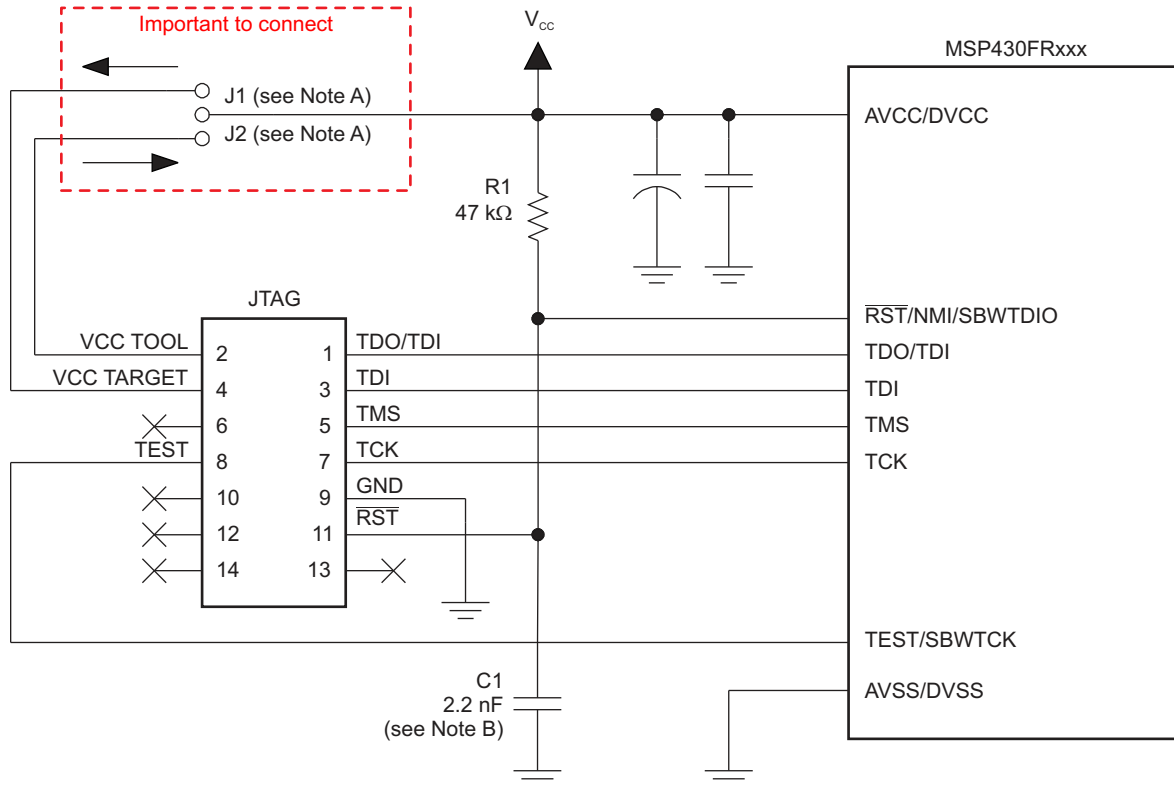 Important to connect
VCC
MSP430FRxxx
J1 (see Note A)
J2 (see Note A)
AVCC/DVCC
R1
47 kΩ
JTAG
RST/NMI/SBWTDIO
VCC TOOL 2 1 TDO/TDI
TDO/TDI
VCC TARGET 4 3 TDI
TDI
6 5 TMS
TMS
TEST 8 7 TCK
TCK
10 9 GND
12 11 RST
14 13
TEST/SBWTCK
C1
2.2 nF
(see Note B)
AVSS/DVSS